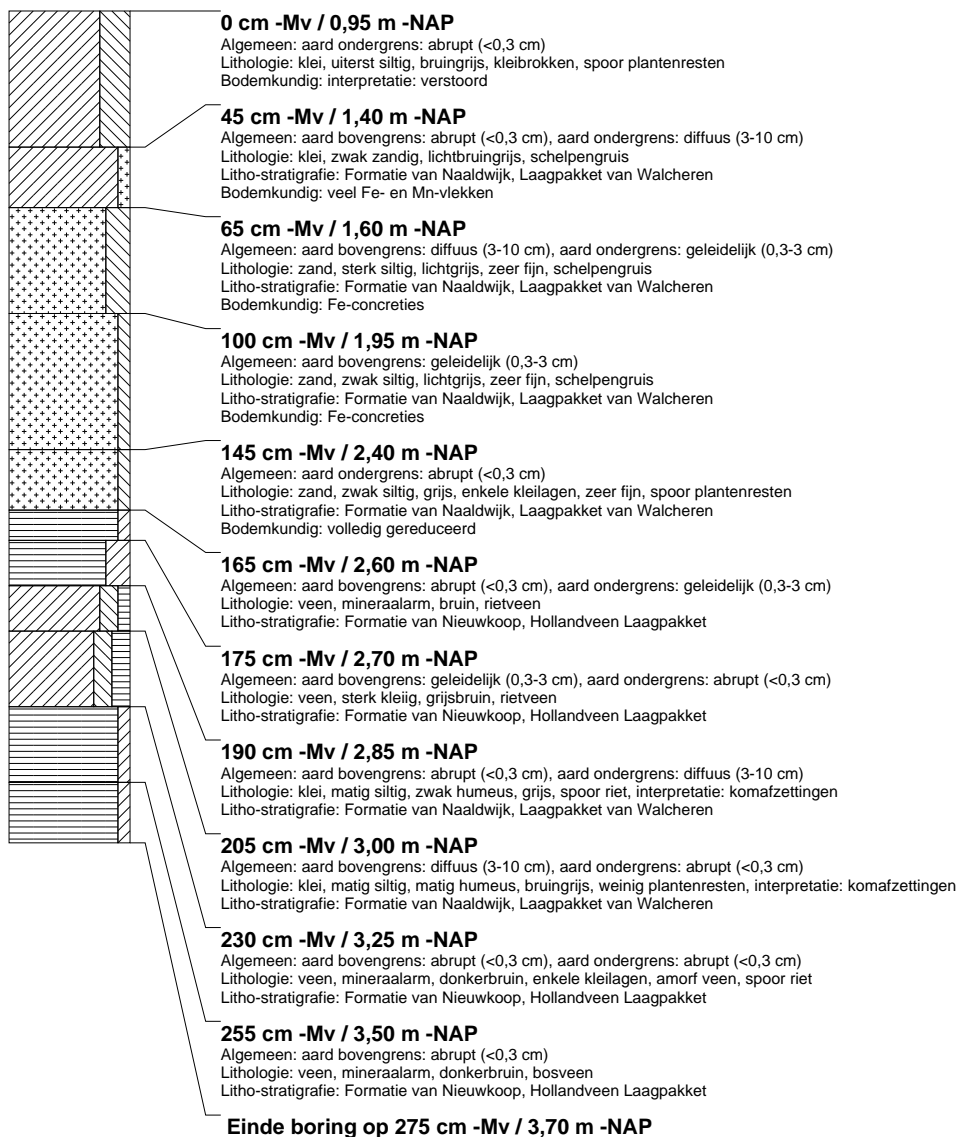 0 cm -Mv / 0,95 m -NAP
Algemeen: aard ondergrens: abrupt (<0,3 cm)
Lithologie: klei, uiterst siltig, bruingrijs, kleibrokken, spoor plantenresten
Bodemkundig: interpretatie: verstoord
45 cm -Mv / 1,40 m -NAP
Algemeen: aard bovengrens: abrupt (<0,3 cm), aard ondergrens: diffuus (3-10 cm)
Lithologie: klei, zwak zandig, lichtbruingrijs, schelpengruis
Litho-stratigrafie: Formatie van Naaldwijk, Laagpakket van Walcheren
Bodemkundig: veel Fe- en Mn-vlekken
65 cm -Mv / 1,60 m -NAP
Algemeen: aard bovengrens: diffuus (3-10 cm), aard ondergrens: geleidelijk (0,3-3 cm)
Lithologie: zand, sterk siltig, lichtgrijs, zeer fijn, schelpengruis
Litho-stratigrafie: Formatie van Naaldwijk, Laagpakket van Walcheren
Bodemkundig: Fe-concreties
100 cm -Mv / 1,95 m -NAP
Algemeen: aard bovengrens: geleidelijk (0,3-3 cm)
Lithologie: zand, zwak siltig, lichtgrijs, zeer fijn, schelpengruis
Litho-stratigrafie: Formatie van Naaldwijk, Laagpakket van Walcheren
Bodemkundig: Fe-concreties
145 cm -Mv / 2,40 m -NAP
Algemeen: aard ondergrens: abrupt (<0,3 cm)
Lithologie: zand, zwak siltig, grijs, enkele kleilagen, zeer fijn, spoor plantenresten
Litho-stratigrafie: Formatie van Naaldwijk, Laagpakket van Walcheren
Bodemkundig: volledig gereduceerd
165 cm -Mv / 2,60 m -NAP
Algemeen: aard bovengrens: abrupt (<0,3 cm), aard ondergrens: geleidelijk (0,3-3 cm)
Lithologie: veen, mineraalarm, bruin, rietveen
Litho-stratigrafie: Formatie van Nieuwkoop, Hollandveen Laagpakket
175 cm -Mv / 2,70 m -NAP
Algemeen: aard bovengrens: geleidelijk (0,3-3 cm), aard ondergrens: abrupt (<0,3 cm)
Lithologie: veen, sterk kleiig, grijsbruin, rietveen
Litho-stratigrafie: Formatie van Nieuwkoop, Hollandveen Laagpakket
190 cm -Mv / 2,85 m -NAP
Algemeen: aard bovengrens: abrupt (<0,3 cm), aard ondergrens: diffuus (3-10 cm)
Lithologie: klei, matig siltig, zwak humeus, grijs, spoor riet, interpretatie: komafzettingen
Litho-stratigrafie: Formatie van Naaldwijk, Laagpakket van Walcheren
205 cm -Mv / 3,00 m -NAP
Algemeen: aard bovengrens: diffuus (3-10 cm), aard ondergrens: abrupt (<0,3 cm)
Lithologie: klei, matig siltig, matig humeus, bruingrijs, weinig plantenresten, interpretatie: komafzettingen
Litho-stratigrafie: Formatie van Naaldwijk, Laagpakket van Walcheren
230 cm -Mv / 3,25 m -NAP
Algemeen: aard bovengrens: abrupt (<0,3 cm), aard ondergrens: abrupt (<0,3 cm)
Lithologie: veen, mineraalarm, donkerbruin, enkele kleilagen, amorf veen, spoor riet
Litho-stratigrafie: Formatie van Nieuwkoop, Hollandveen Laagpakket
255 cm -Mv / 3,50 m -NAP
Algemeen: aard bovengrens: abrupt (<0,3 cm)
Lithologie: veen, mineraalarm, donkerbruin, bosveen
Litho-stratigrafie: Formatie van Nieuwkoop, Hollandveen Laagpakket
Einde boring op 275 cm -Mv / 3,70 m -NAP